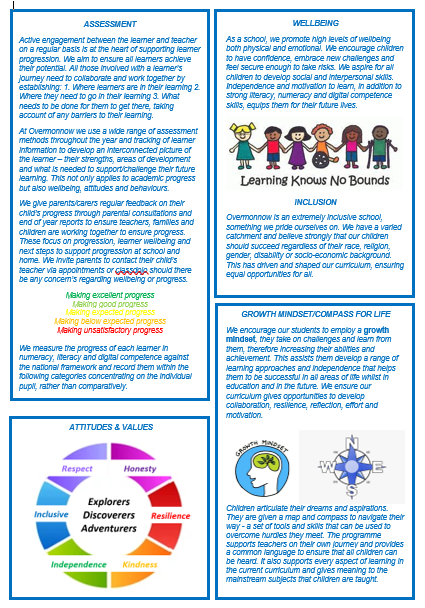 ASSESSMENT
Active engagement between the learner and teacher
on a regular basis is at the heart of supporting learner
progression. We aim to ensure all learners achieve
their potential. All those involved with a learner's
journey need to collaborate and work together by
establishing: 1. Where learners are in their learning 2.
Where they need to go in their learning 3. What
needs to be done for them to get there, taking
account of any barriers to their learning.
At Overmonnow we use a wide range of assessment
methods throughout the year and tracking of learner
information to develop an interconnected picture of
the learner – their strengths, areas of development
and what is needed to support/challenge their future
learning. This not only applies to academic progress
but also wellbeing, attitudes and behaviours.
We give parents/carers regular feedback on their
child's progress through parental consultations and
end of year reports to ensure teachers, families and
children are working together to ensure progress.
These focus on progression, learner wellbeing and
next steps to support progression at school and
home. We invite parents to contact their child's
teacher via appointments or classdojo should there
be any concern's regarding wellbeing or progress.
Making excellent progress
Making good progress
Making expected progress
Making below expected progress
Making unsatisfactory progress
We measure the progress of each learner in
numeracy, literacy and digital competence against
the national framework and record them within the
following categories concentrating on the individual
pupil, rather than comparatively.
ATTITUDES & VALUES
Respect
Honesty
Inclusive
Explorers
Discoverers
Adventurers
Resilience
Independence
Kindness
WELLBEING
As a school, we promote high levels of wellbeing
both physical and emotional. We encourage children
to have confidence, embrace new challenges and
feel secure enough to take risks. We aspire for all
children to develop social and interpersonal skills.
Independence and motivation to learn, in addition to
strong literacy, numeracy and digital competence
skills, equips them for their future lives.
Learning Knows No Bounds
INCLUSION
Overmonnow is an extremely inclusive school,
something we pride ourselves on. We have a varied
catchment and believe strongly that our children
should succeed regardless of their race, religion,
gender, disability or socio-economic background.
This has driven and shaped our curriculum, ensuring
equal opportunities for all.
GROWTH MINDSET/COMPASS FOR LIFE
We encourage our students to employ a growth
mindset, they take on challenges and learn from
them, therefore increasing their abilities and
achievement. This assists them develop a range of
learning approaches and independence that helps
them to be successful in all areas of life whilst in
education and in the future. We ensure our
curriculum gives opportunities to develop
collaboration, resilience, reflection, effort and
motivation.
GROWTH MINDSET
N
W E
S
Children articulate their dreams and aspirations.
They are given a map and compass to navigate their
way - a set of tools and skills that can be used to
overcome hurdles they meet. The programme
supports teachers on their own journey and provides
a common language to ensure that all children can
be heard. It also supports every aspect of learning in
the current curriculum and gives meaning to the
mainstream subjects that children are taught.